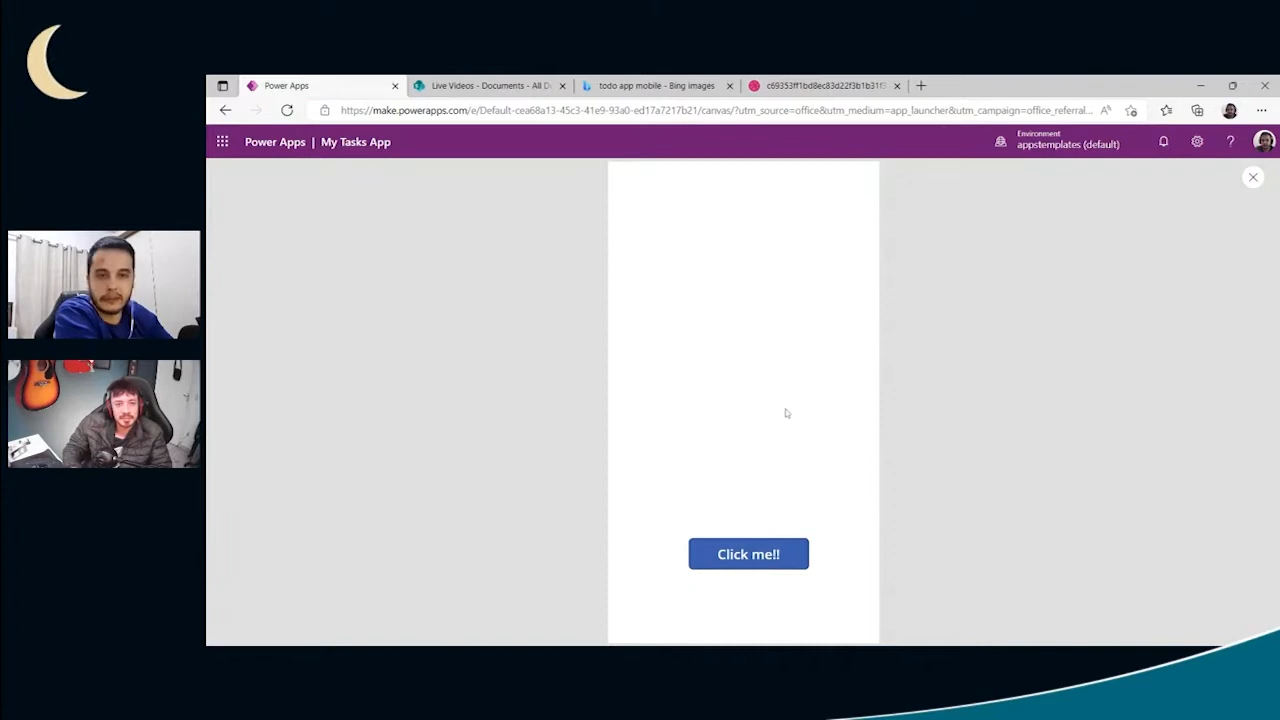 Power Apps
Live Videos - Documents - All D
todo app mobile - Bing images
c69353ff1bd8ec83d22f3b1b31f
https://make.powerapps.com/e/Default-cea68a13-45c3-41e9-93a0-ed17a7217b21/canvas/?utm_source=office&utm_medium=app_launcher&utm_campaign=office_referral...
Power Apps | My Tasks App
Environment
appstemplates (default)
Click me!!